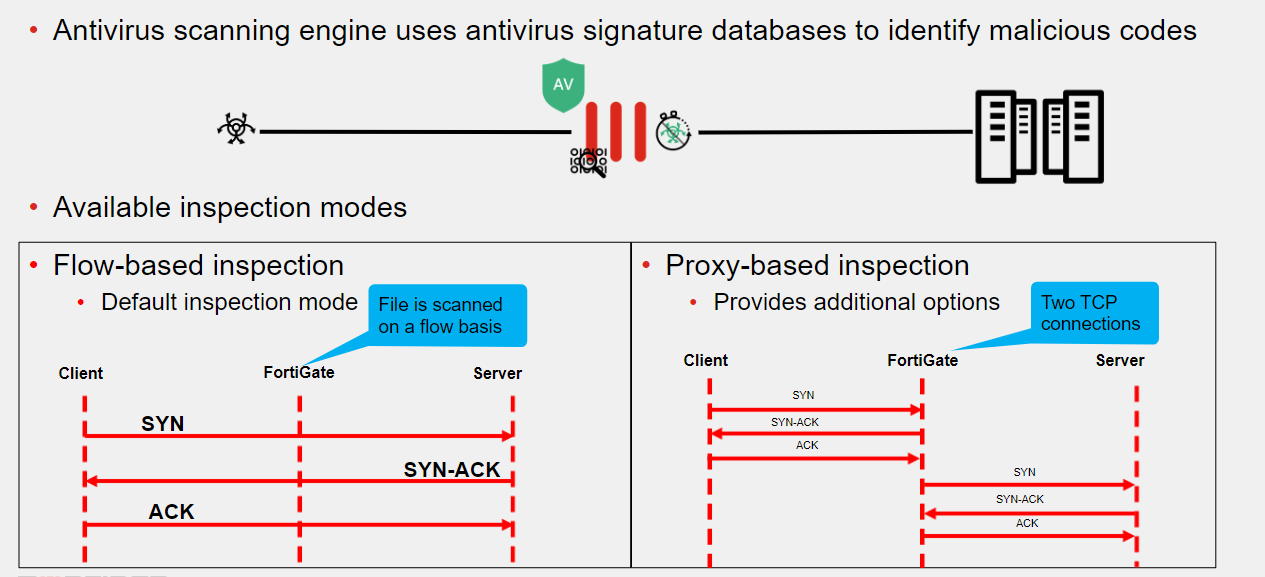 • Antivirus scanning engine uses antivirus signature databases to identify malicious codes
AV
• Available inspection modes
• Flow-based inspection
• Default inspection mode
File is scanned
on a flow basis
Client
FortiGate
Server
SYN
SYN-ACK
ACK
• Proxy-based inspection
• Provides additional options
Two TCP
connections
Client
FortiGate
Server
SYN
SYN-ACK
ACK
SYN
SYN-ACK
ACK